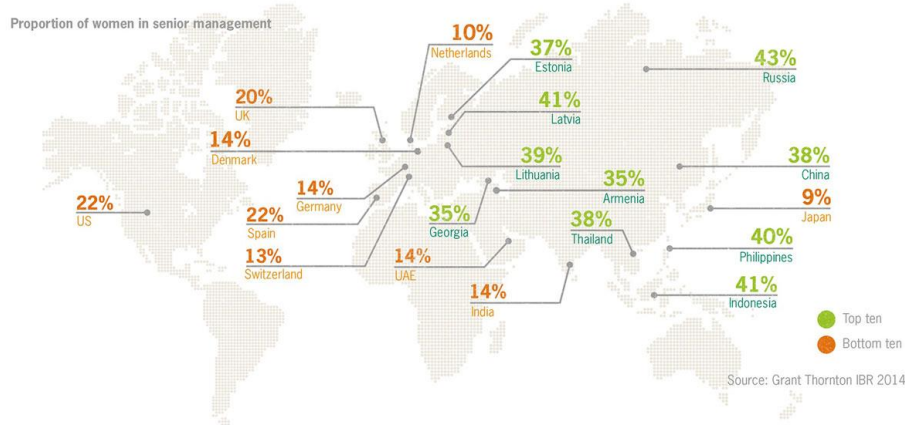 Proportion of women in senior management
10%
Netherlands
37%
Estonia
43%
Russia
20%
UK
41%
Latvia
14%
Denmark
39%
Lithuania
38%
China
14%
Germany
35%
Armenia
22%
US
22%
Spain
35%
Georgia
38%
Thailand
9%
Japan
13%
Switzerland
14%
UAE
40%
Philippines
14%
India
41%
Indonesia
Top ten
Bottom ten
Source: Grant Thornton IBR 2014